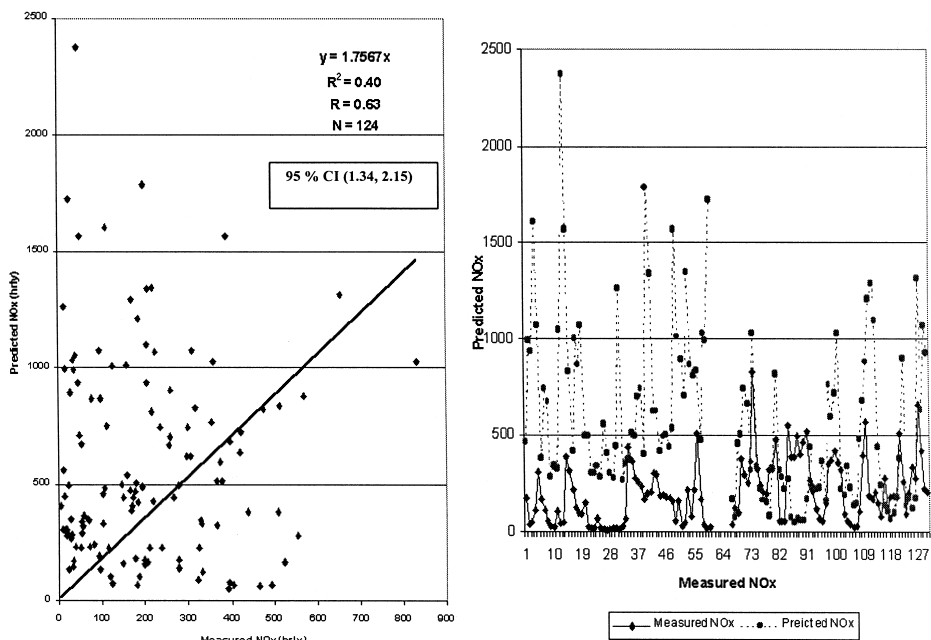 2500
2000
1500
1000
500
0
Predicted NOx (hrly)
y = 1.7567x
R² = 0.40
R = 0.63
N = 124
95 % CI (1.34, 2.15)
0 100 200 300 400 500 600 700 800 900
Measured NOx (hrly)
2500
2000
1500
1000
500
0
Predicted NOx
1 10 19 28 37 46 55 64 73 82 91 100 109 118 127
Measured NOx
Measured NOx Preicted NOx